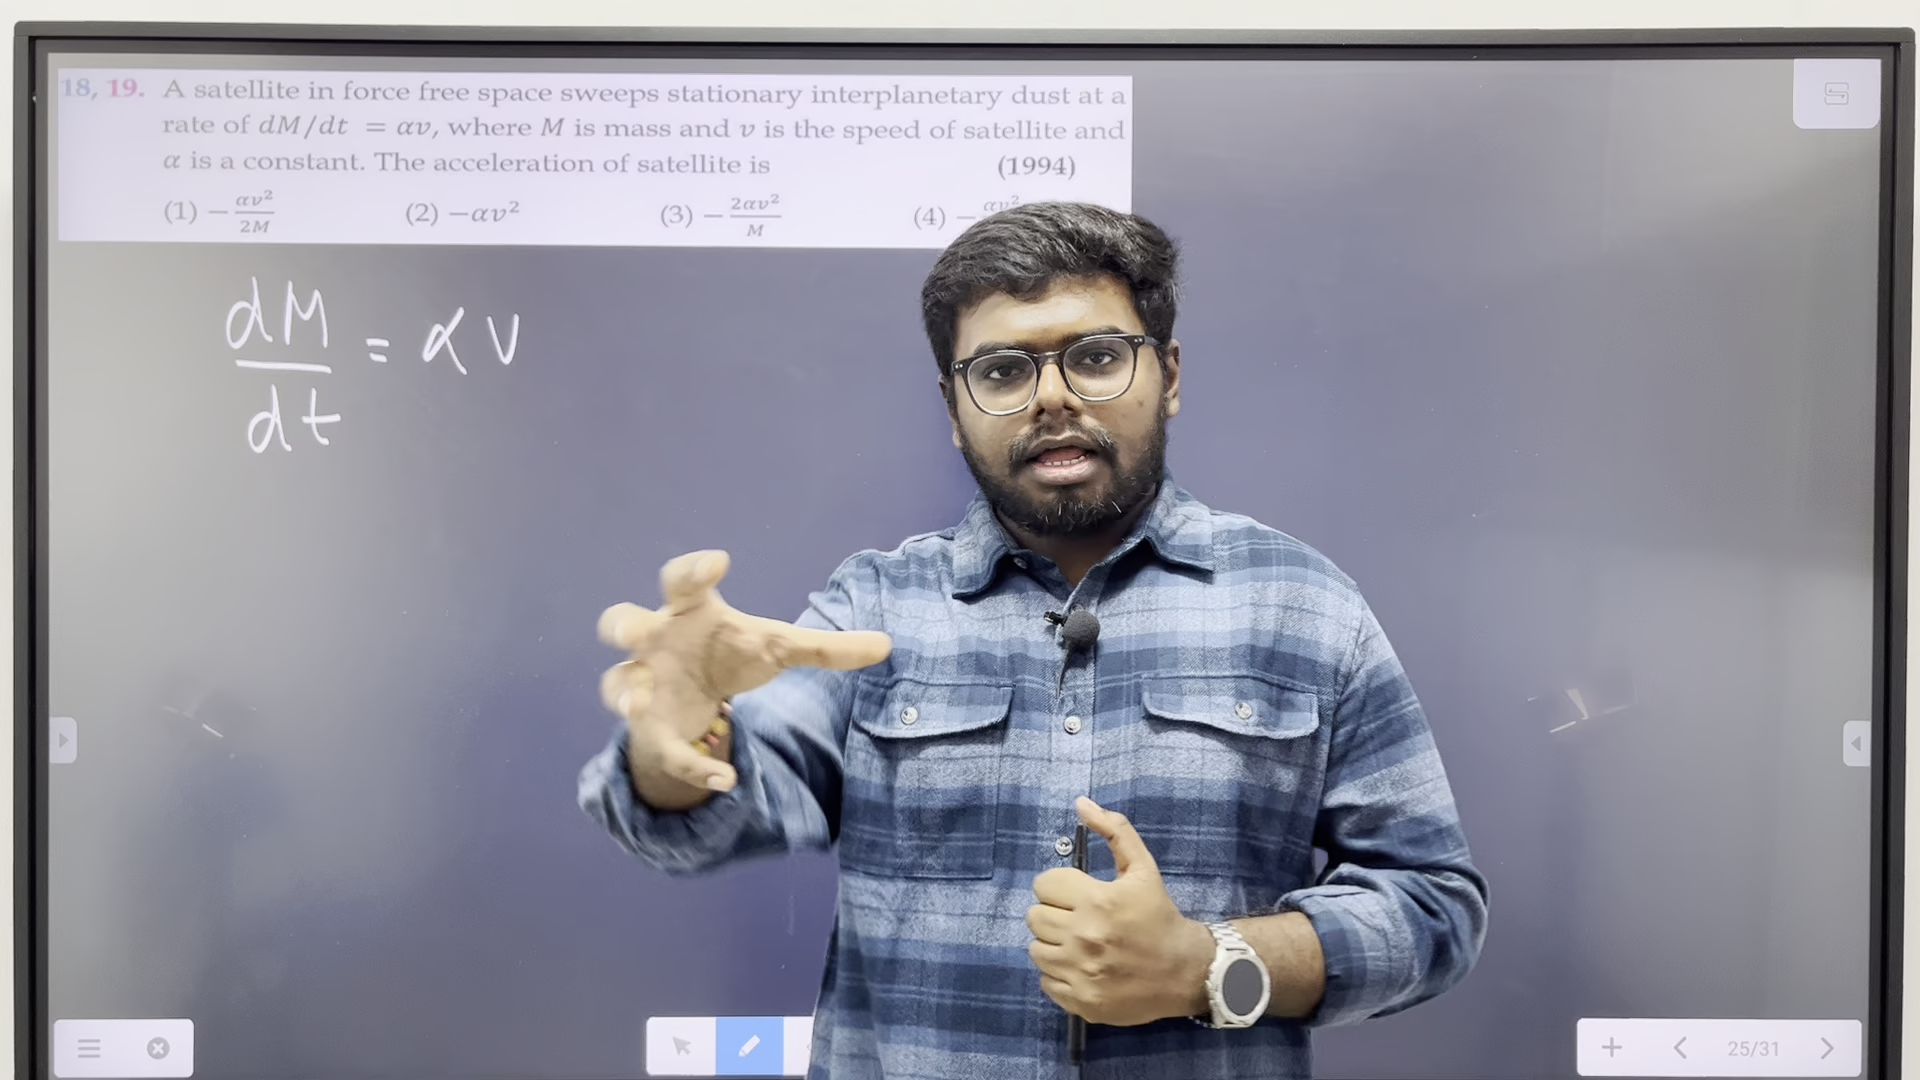 18, 19. A satellite in force free space sweeps stationary interplanetary dust at a
rate of dM/dt = αv, where M is mass and v is the speed of satellite and
α is a constant. The acceleration of satellite is (1994)
(1) −αv²/2M (2) −αv² (3) −2αv²/M (4) −αv²
dM/dt = αv
25/31